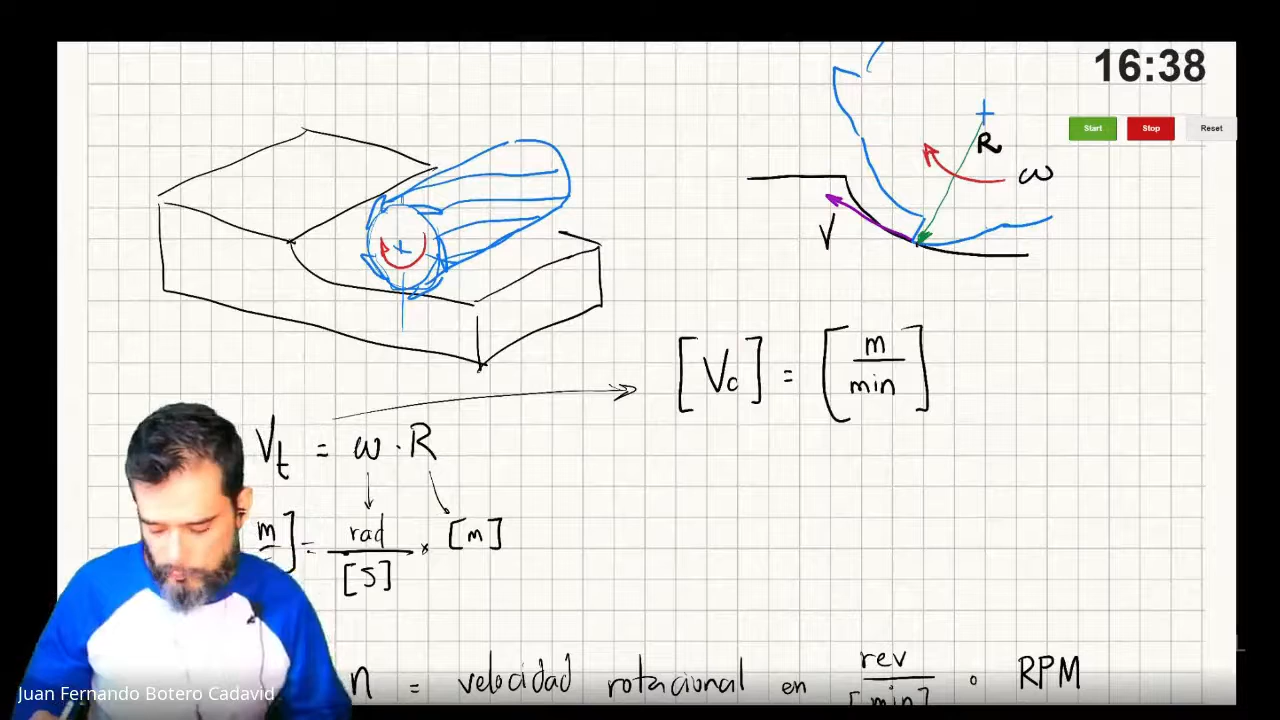 16:38
Start Stop Reset
R
ω
V
[Vc] = [m/min]
Vt = ω · R
m] = rad/[S] × [m]
n = velocidad rotacional en rev/[min] o RPM
Juan Fernando Botero Cadavid